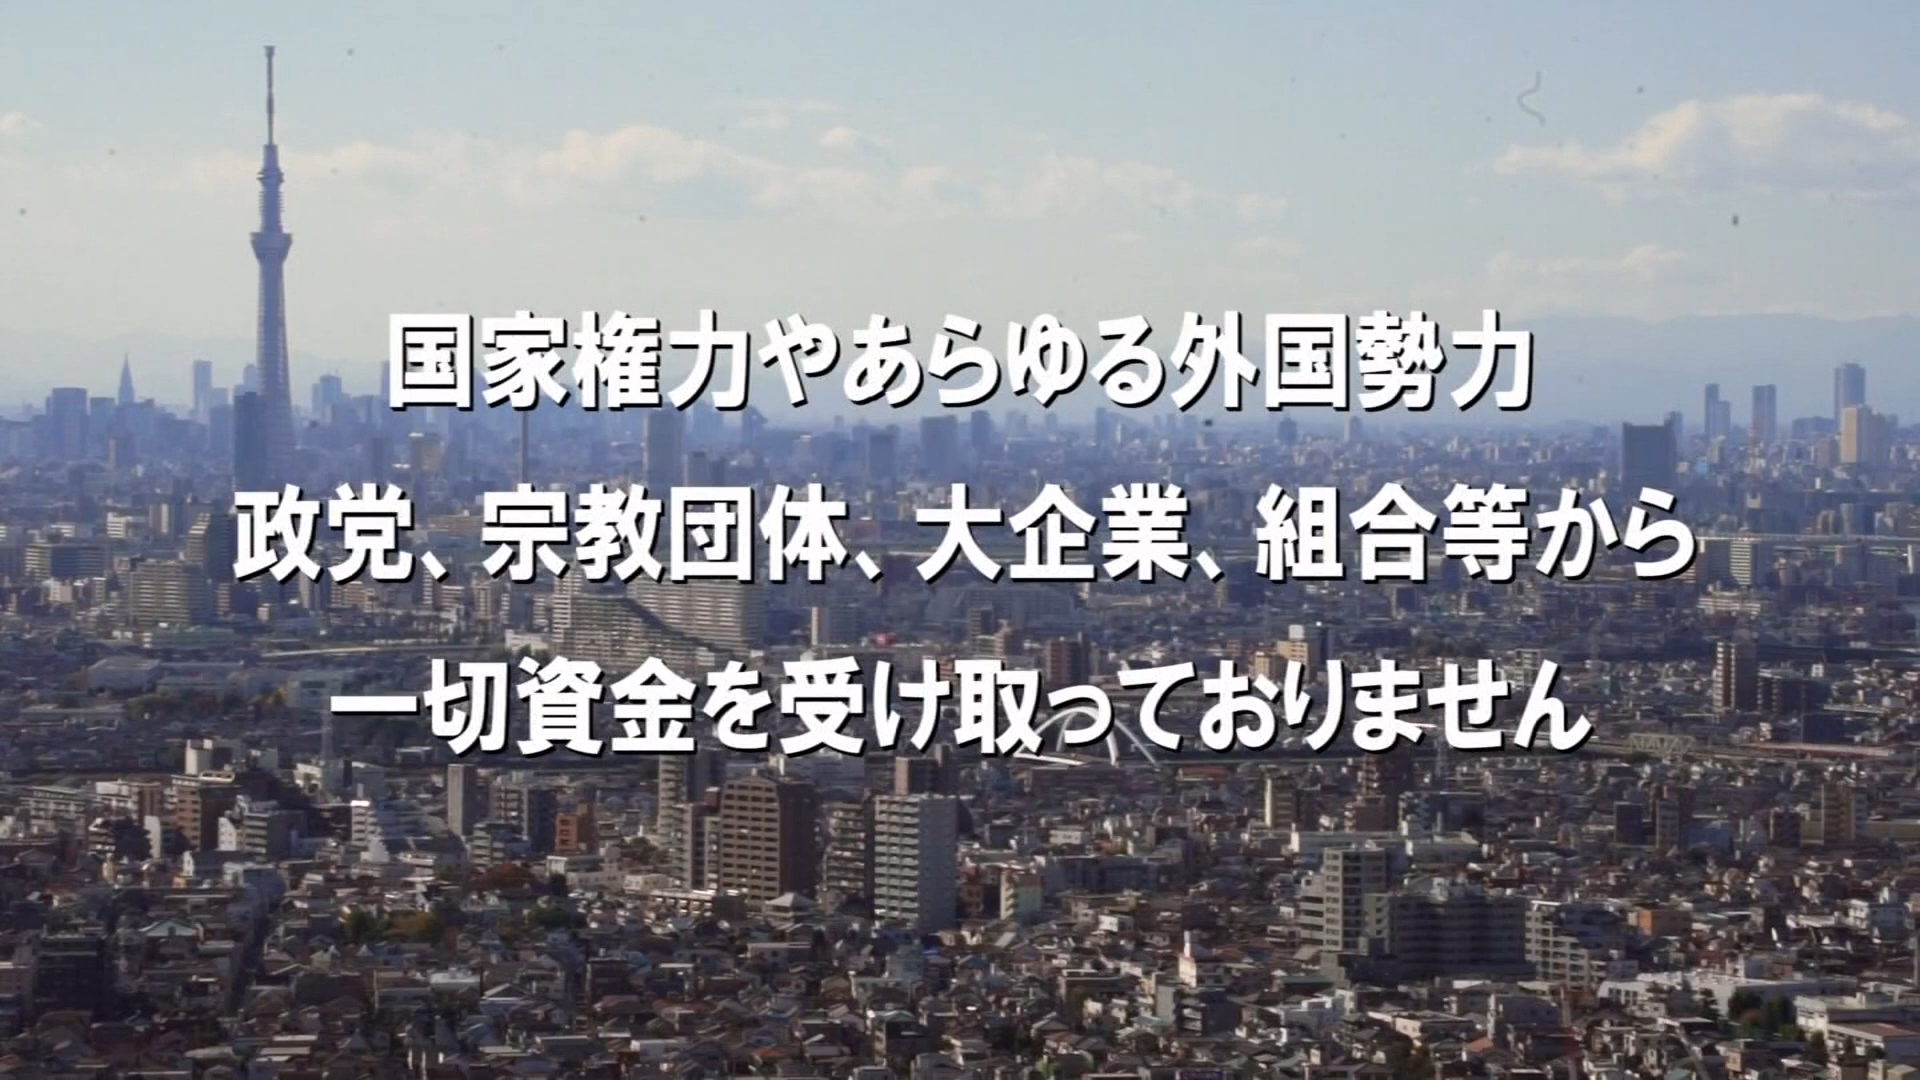 国家権力やあらゆる外国勢力
政党、宗教団体、大企業、組合等から
一切資金を受け取っておりません